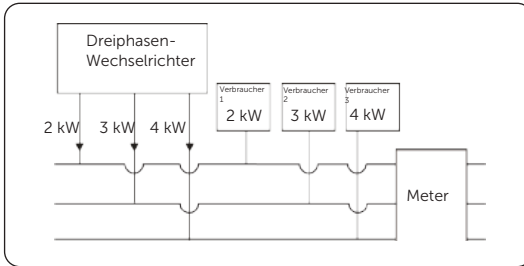 Dreiphasen-
Wechselrichter
Verbraucher
1
2 kW
Verbraucher
2
3 kW
Verbraucher
3
4 kW
2 kW
3 kW
4 kW
Meter